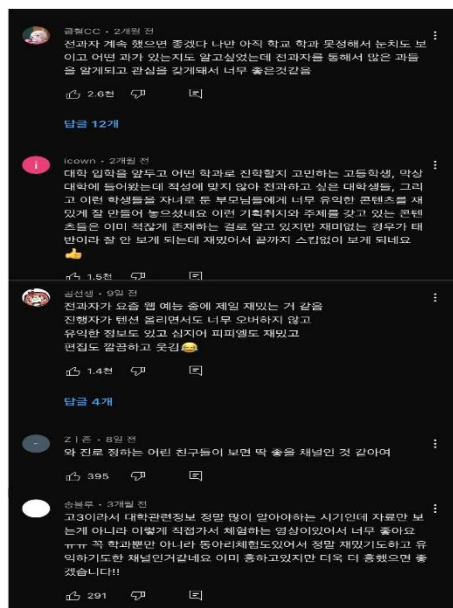 곰철CC • 2개월 전
전과자 계속 했으면 좋겠다 나만 아직 학교 학과 못정해서 눈치도 보
이고 어떤 과가 있는지도 알고싶었는데 전과자를 통해서 많은 과들
을 알게되고 관심을 갖게돼서 너무 좋은것같음
2.6천
답글 12개
i
icown • 2개월 전
대학 입학을 앞두고 어떤 학과로 진학할지 고민하는 고등학생, 막상
대학에 들어왔는데 적성에 맞지 않아 전과하고 싶은 대학생들, 그리
고 이런 학생들을 자녀로 둔 부모님들에게 너무 유익한 콘텐츠를 재
밌게 잘 만들어 놓으셨네요 이런 기획취지와 주제를 갖고 있는 콘텐
츠들은 이미 적잖게 존재하는 걸로 알고 있지만 재미없는 경우가 태
반이라 잘 안 보게 되는데 재밌어서 끝까지 스킵없이 보게 되네요
👍
1.5천
공선생 • 9일 전
전과자가 요즘 웹 예능 중에 제일 재밌는 거 같음
진행자가 텐션 올리면서도 너무 오버하지 않고
유익한 정보도 있고 심지어 피피엘도 재밌고
편집도 깔끔하고 웃김😂
1.4천
답글 4개
Z ㅣ존 • 8일 전
와 진로 정하는 어린 친구들이 보면 딱 좋을 채널인 것 같아여
395
송블루 • 3개월 전
고3이라서 대학관련정보 정말 많이 알아야하는 시기인데 자료만 보
는게 아니라 이렇게 직접가서 체험하는 영상이있어서 너무 좋아요
ㅠㅠ 꼭 학과뿐만 아니라 동아리체험도있어서 정말 재밌기도하고 유
익하기도한 채널인거같네요 이미 흥하고있지만 더욱 더 흥했으면 좋
겠습니다!!
291